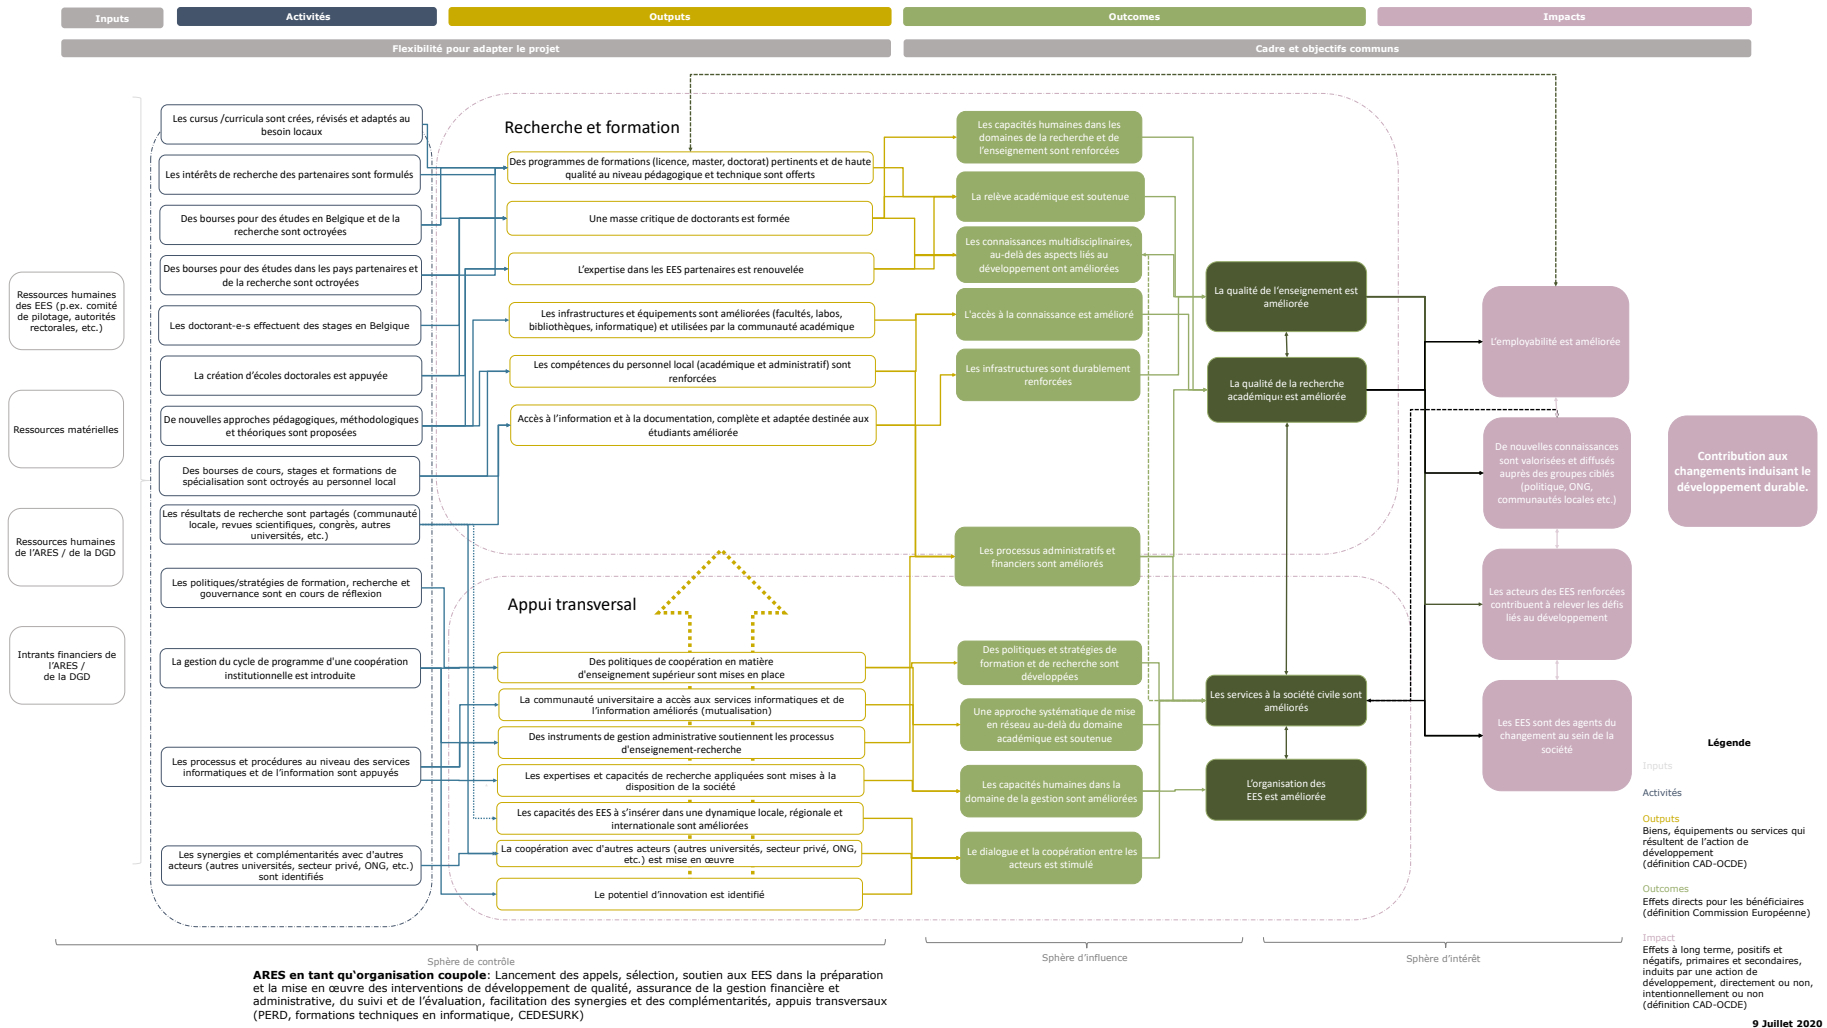 Inputs
Activités
Outputs
Outcomes
Impacts
Flexibilité pour adapter le projet
Cadre et objectifs communs
Ressources humaines
des EES (p.ex. comité
de pilotage, autorités
rectorales, etc.)
Ressources matérielles
Ressources humaines
de l'ARES / de la DGD
Intrants financiers de
l'ARES /
de la DGD
Les cursus /curricula sont crées, révisés et adaptés au
besoin locaux
Les intérêts de recherche des partenaires sont formulés
Des bourses pour des études en Belgique et de la
recherche sont octroyées
Des bourses pour des études dans les pays partenaires et
de la recherche sont octroyées
Les doctorant-e-s effectuent des stages en Belgique
La création d'écoles doctorales est appuyée
De nouvelles approches pédagogiques, méthodologiques
et théoriques sont proposées
Des bourses de cours, stages et formations de
spécialisation sont octroyés au personnel local
Les résultats de recherche sont partagés (communauté
locale, revues scientifiques, congrès, autres
universités, etc.)
Les politiques/stratégies de formation, recherche et
gouvernance sont en cours de réflexion
La gestion du cycle de programme d'une coopération
institutionnelle est introduite
Les processus et procédures au niveau des services
informatiques et de l'information sont appuyés
Les synergies et complémentarités avec d'autres
acteurs (autres universités, secteur privé, ONG, etc.)
sont identifiés
Recherche et formation
Des programmes de formations (licence, master, doctorat) pertinents et de haute
qualité au niveau pédagogique et technique sont offerts
Une masse critique de doctorants est formée
L'expertise dans les EES partenaires est renouvelée
Les infrastructures et équipements sont améliorées (facultés, labos,
bibliothèques, informatique) et utilisées par la communauté académique
Les compétences du personnel local (académique et administratif) sont
renforcées
Accès à l'information et à la documentation, complète et adaptée destinée aux
étudiants améliorée
Appui transversal
Des politiques de coopération en matière
d'enseignement supérieur sont mises en place
La communauté universitaire a accès aux services informatiques et de
l'information améliorés (mutualisation)
Des instruments de gestion administrative soutiennent les processus
d'enseignement-recherche
Les expertises et capacités de recherche appliquées sont mises à la
disposition de la société
Les capacités des EES à s'insérer dans une dynamique locale, régionale et
internationale sont améliorées
La coopération avec d'autres acteurs (autres universités, secteur privé, ONG,
etc.) est mise en œuvre
Le potentiel d'innovation est identifié
Les capacités humaines dans les
domaines de la recherche et de
l'enseignement sont renforcées
La relève académique est soutenue
Les connaissances multidisciplinaires,
au-delà des aspects liés au
développement ont améliorées
L'accès à la connaissance est amélioré
Les infrastructures sont durablement
renforcées
Les processus administratifs et
financiers sont améliorés
Des politiques et stratégies de
formation et de recherche sont
développées
Une approche systématique de mise
en réseau au-delà du domaine
académique est soutenue
Les capacités humaines dans la
domaine de la gestion sont améliorées
Le dialogue et la coopération entre les
acteurs est stimulé
La qualité de l'enseignement est
améliorée
La qualité de la recherche
académique est améliorée
Les services à la société civile sont
améliorés
L'organisation des
EES est améliorée
L'employabilité est améliorée
De nouvelles connaissances
sont valorisées et diffusés
auprès des groupes ciblés
(politique, ONG,
communautés locales etc.)
Les acteurs des EES renforcées
contribuent à relever les défis
liés au développement
Les EES sont des agents du
changement au sein de la
société
Contribution aux
changements induisant le
développement durable.
Légende
Inputs
Activités
Outputs
Biens, équipements ou services qui
résultent de l'action de
développement
(définition CAD-OCDE)
Outcomes
Effets directs pour les bénéficiaires
(définition Commission Européenne)
Impact
Effets à long terme, positifs et
négatifs, primaires et secondaires,
induits par une action de
développement, directement ou non,
intentionnellement ou non
(définition CAD-OCDE)
Sphère de contrôle
Sphère d'influence
Sphère d'intérêt
ARES en tant qu'organisation coupole: Lancement des appels, sélection, soutien aux EES dans la préparation
et la mise en œuvre des interventions de développement de qualité, assurance de la gestion financière et
administrative, du suivi et de l'évaluation, facilitation des synergies et des complémentarités, appuis transversaux
(PERD, formations techniques en informatique, CEDESURK)
9 Juillet 2020